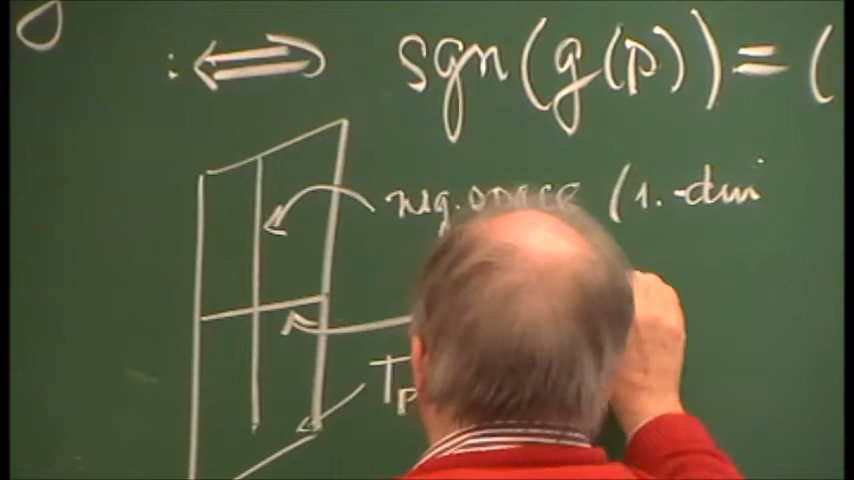 :⟺ sgn(g(p)) = (
neg. space (1.-dim
T_p